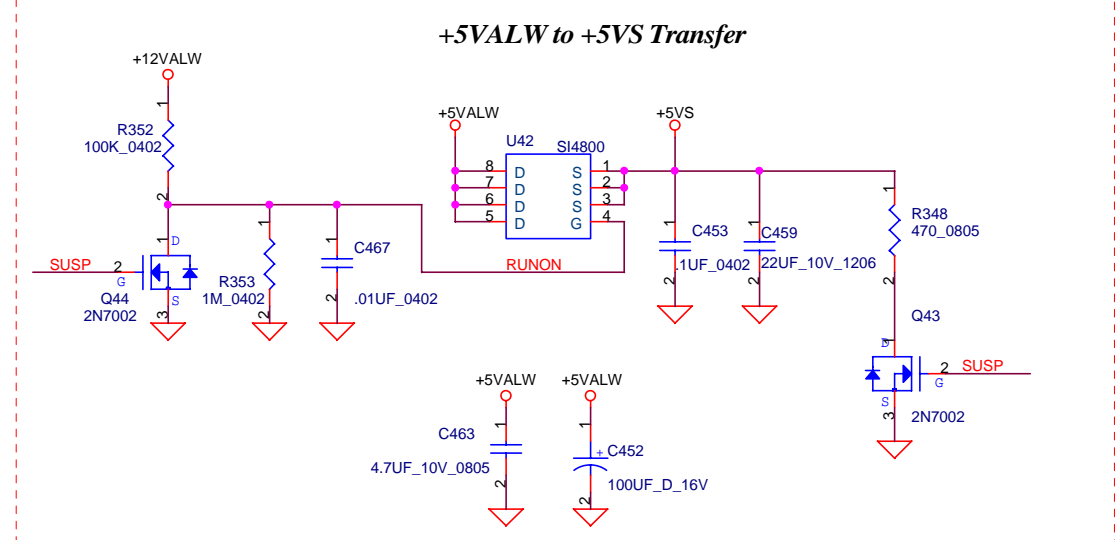 +5VALW to +5VS Transfer
+12VALW
1
R352
100K_0402
2
+5VALW
U42
SI4800
+5VS
8 D S 1
7 D S 2
6 D S 3
5 D G 4
1
R348
470_0805
2
1
D
SUSP
2
G
S
3
Q44
2N7002
1
R353
1M_0402
2
1
C467
.01UF_0402
2
RUNON
1
C453
.1UF_0402
2
1
C459
22UF_10V_1206
2
Q43
1
D
SUSP
2
G
S
3
2N7002
+5VALW
1
C463
4.7UF_10V_0805
2
+5VALW
1
+
C452
100UF_D_16V
2